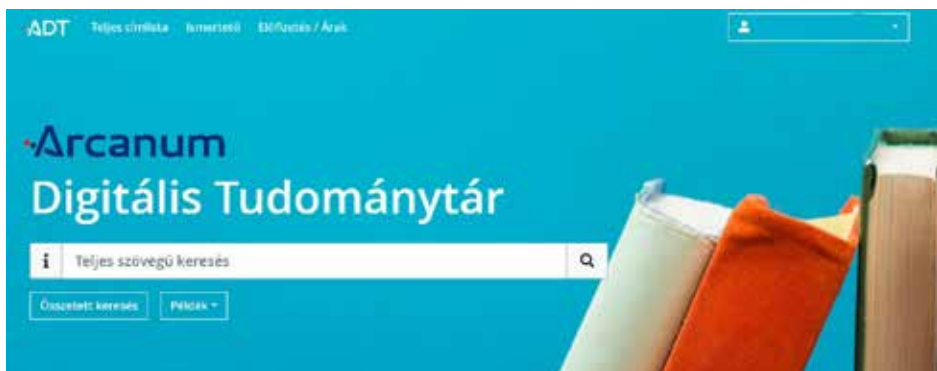 ADT Teljes címlista Ismertető Előfizetés / Árak
Arcanum
Digitális Tudománytár
i Teljes szövegű keresés
Összetett keresés Példák